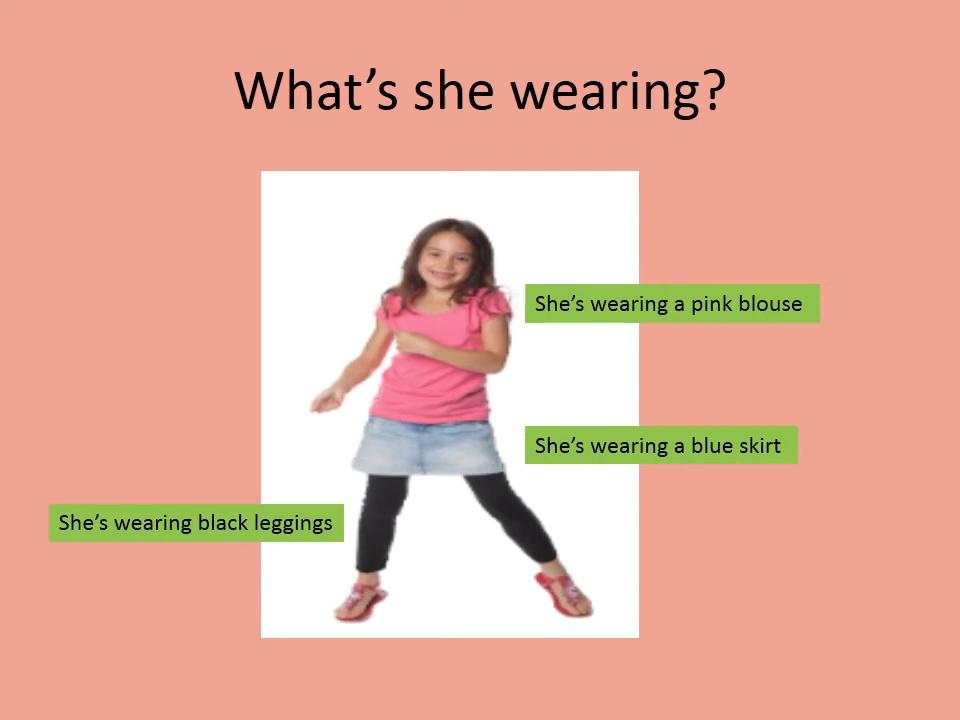 What’s she wearing?
She’s wearing a pink blouse
She’s wearing a blue skirt
She’s wearing black leggings